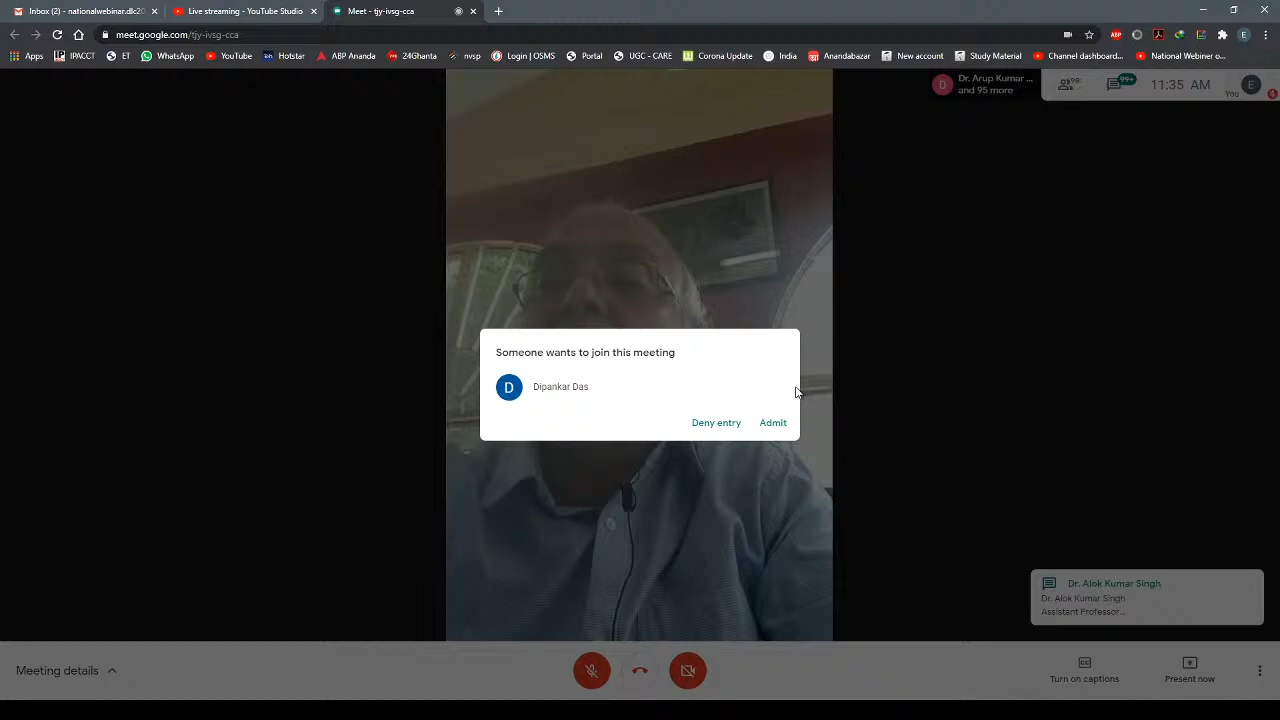 Inbox (2) - nationalwebinar.dlc20
Live streaming - YouTube Studio
Meet - tjy-ivsg-cca
meet.google.com/tjy-ivsg-cca
Apps
IPACCT
ET
WhatsApp
YouTube
Hotstar
ABP Ananda
24Ghanta
nvsp
Login | OSMS
Portal
UGC - CARE
Corona Update
India
Anandabazar
New account
Study Material
Channel dashboard...
National Webiner o...
D
Dr. Arup Kumar ...
and 95 more
98
99+
11:35 AM
You
E
4
Someone wants to join this meeting
D
Dipankar Das
Deny entry
Admit
Dr. Alok Kumar Singh
Dr. Alok Kumar Singh
Assistant Professor...
Meeting details
Turn on captions
Present now